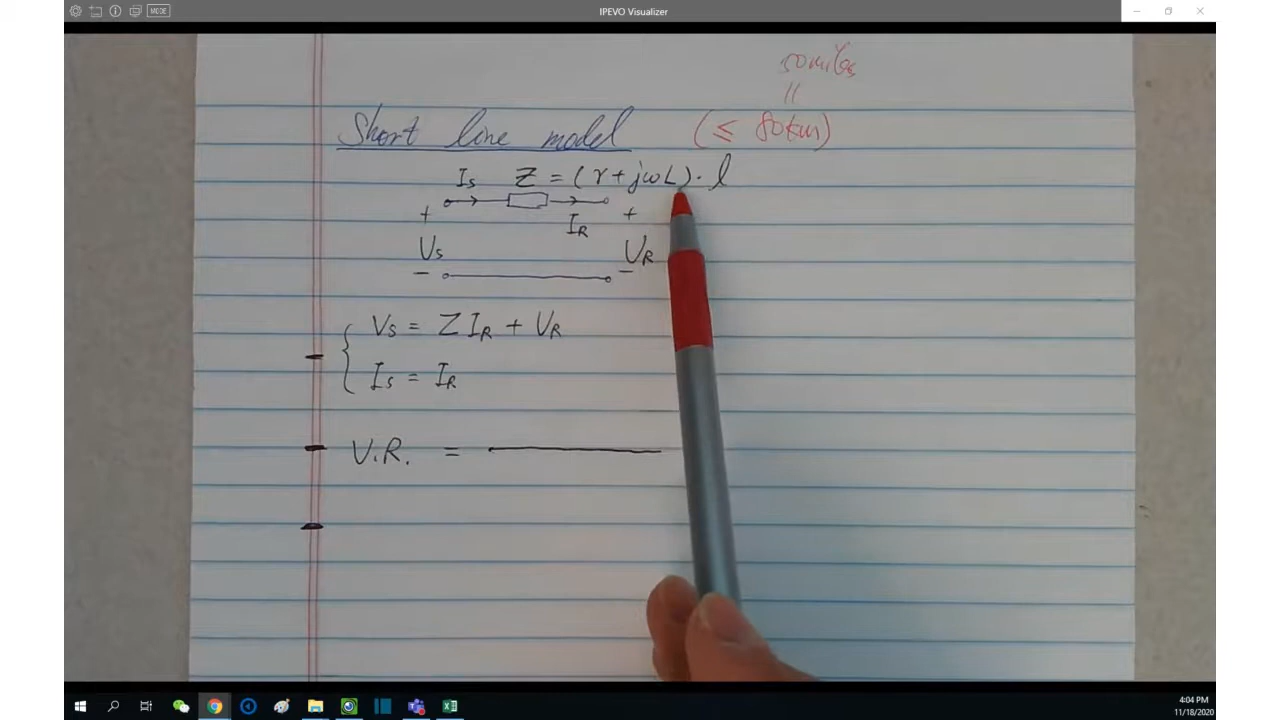 IPEVO Visualizer
MODE
50 miles
||
Short line model (≤ 80km)
Is Z = (r + jωL) · l
+ +
IR
Vs VR
- -
Vs = Z IR + VR
Is = IR
V.R. =
4:04 PM
11/18/2020